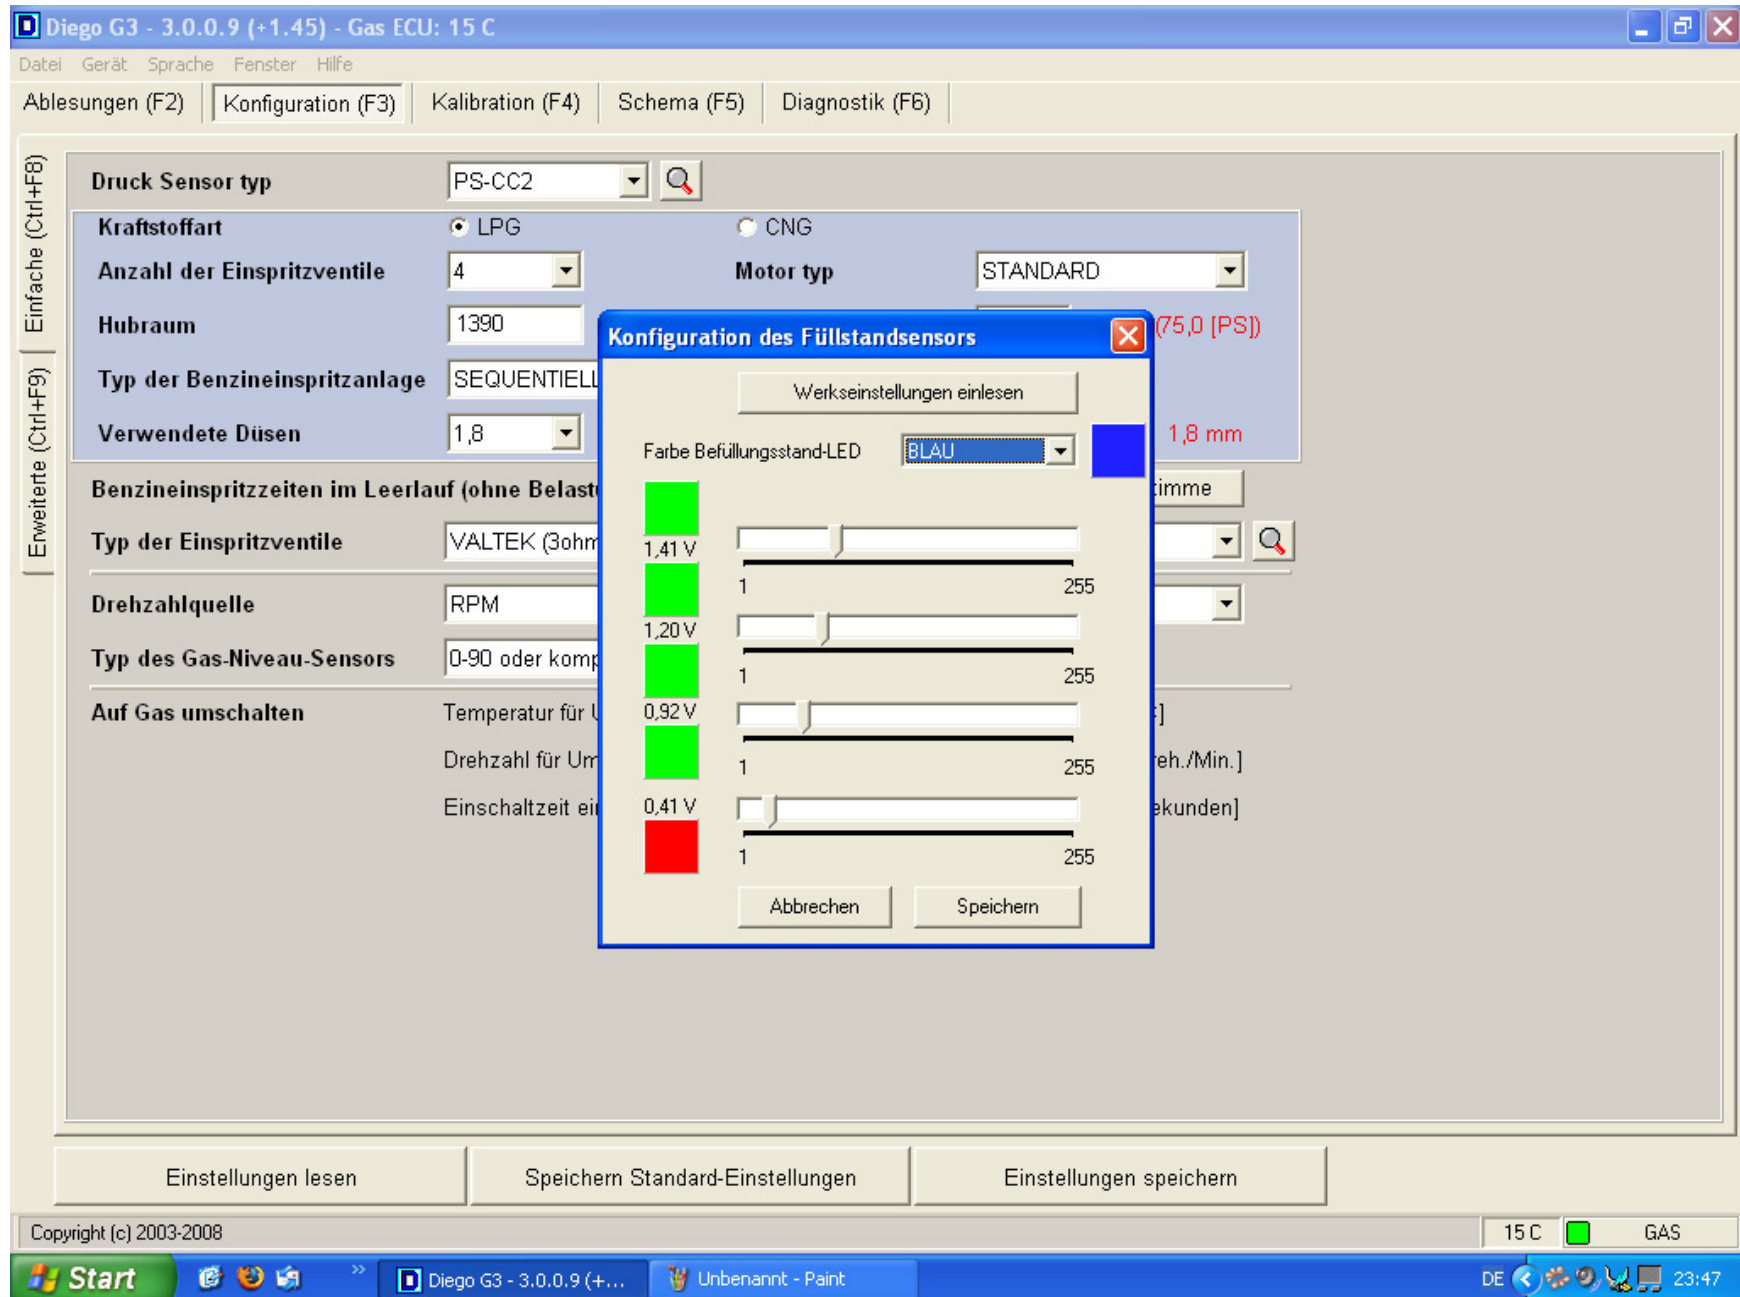 Diego G3 - 3.0.0.9 (+1.45) - Gas ECU: 15 C
Datei Gerät Sprache Fenster Hilfe
Ablesungen (F2) Konfiguration (F3) Kalibration (F4) Schema (F5) Diagnostik (F6)
Einfache (Ctrl+F8)
Erweiterte (Ctrl+F9)
Druck Sensor typ PS-CC2
Kraftstoffart LPG CNG
Anzahl der Einspritzventile 4 Motor typ STANDARD
Hubraum 1390 (75,0 [PS])
Typ der Benzineinspritzanlage SEQUENTIELL
Verwendete Düsen 1,8 1,8 mm
Benzineinspritzzeiten im Leerlauf (ohne Belast timme
Typ der Einspritzventile VALTEK (3ohm
Drehzahlquelle RPM
Typ des Gas-Niveau-Sensors 0-90 oder komp
Auf Gas umschalten Temperatur für U ]
Drehzahl für Um eh./Min.]
Einschaltzeit ei ekunden]
Konfiguration des Füllstandsensors
Werkseinstellungen einlesen
Farbe Befüllungsstand-LED BLAU
1,41 V
1 255
1,20 V
1 255
0,92 V
1 255
0,41 V
1 255
Abbrechen Speichern
Einstellungen lesen Speichern Standard-Einstellungen Einstellungen speichern
Copyright (c) 2003-2008 15 C GAS
Start » Diego G3 - 3.0.0.9 (+... Unbenannt - Paint DE 23:47